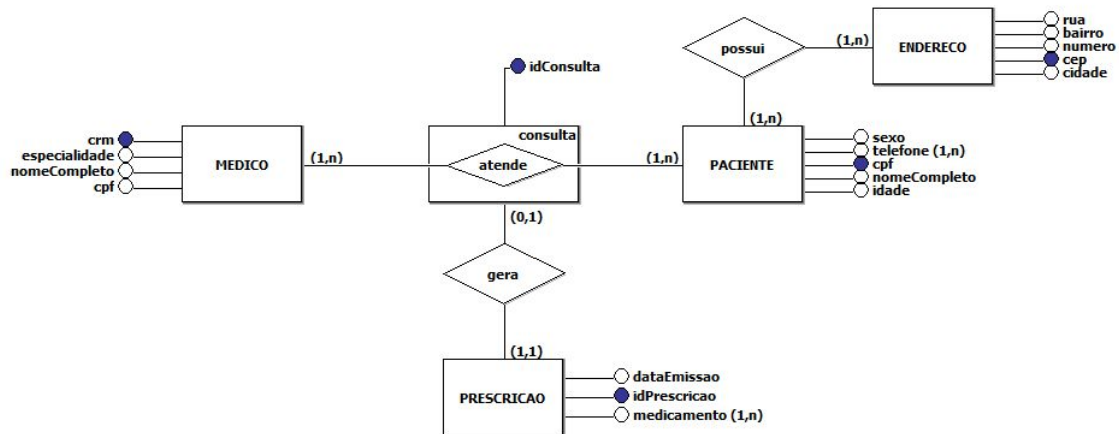 possui
(1,n)
ENDERECO
rua
bairro
numero
cep
cidade
idConsulta
(1,n)
crm
especialidade
nomeCompleto
cpf
MEDICO
(1,n)
consulta
atende
(1,n)
PACIENTE
sexo
telefone (1,n)
cpf
nomeCompleto
idade
(0,1)
gera
(1,1)
PRESCRICAO
dataEmissao
idPrescricao
medicamento (1,n)